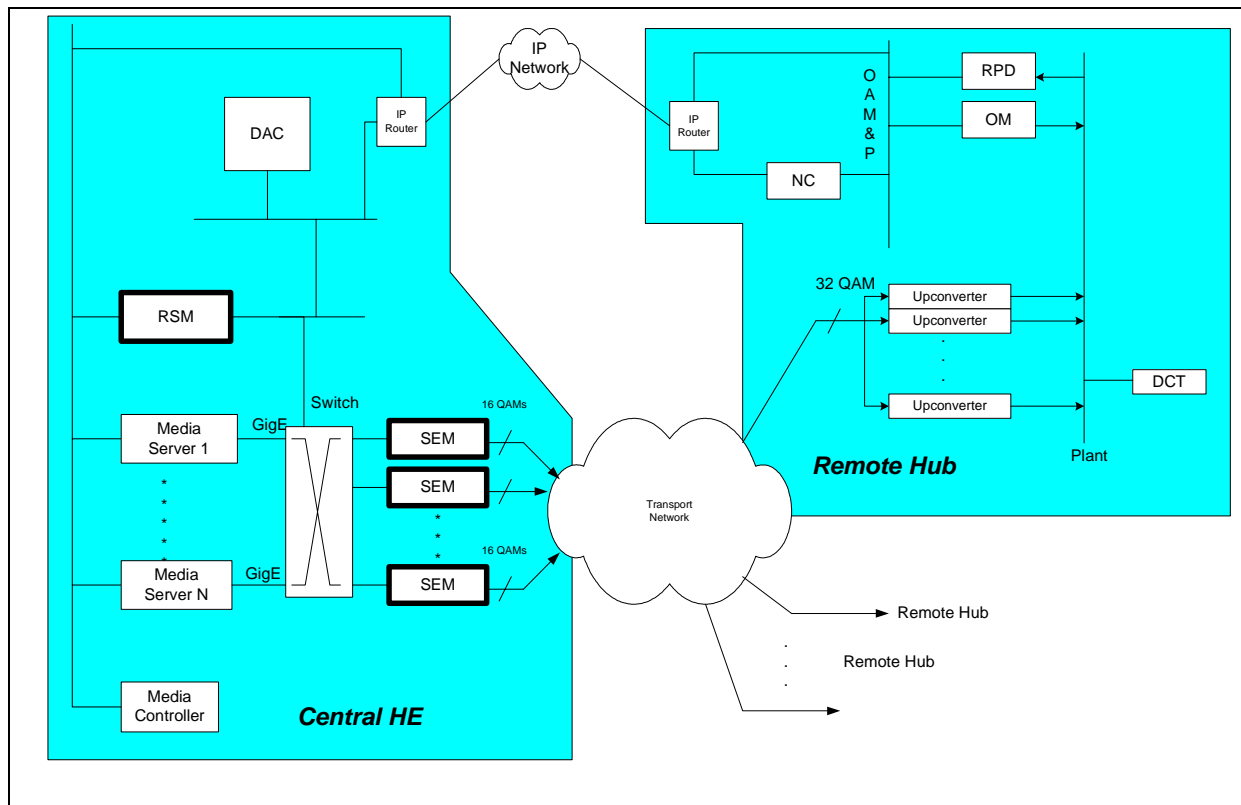 IP
Network
DAC
IP
Router
RSM
Switch
Media
Server 1
GigE
*
*
*
*
*
Media
Server N
GigE
16 QAMs
SEM
SEM
*
*
*
16 QAMs
SEM
Media
Controller
Central HE
Transport
Network
IP
Router
NC
O
A
M
&
P
RPD
OM
32 QAM
Upconverter
Upconverter
.
.
.
Upconverter
DCT
Plant
Remote Hub
Remote Hub
.
.
.
Remote Hub